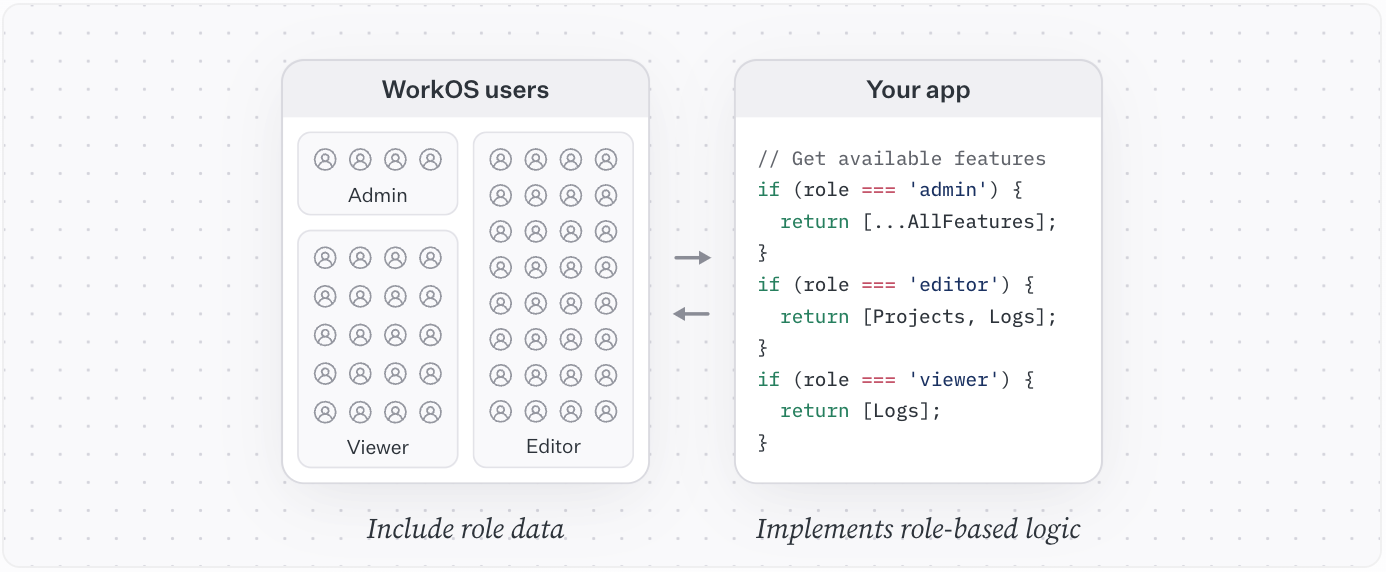 WorkOS users
Admin
Viewer
Editor
Include role data
Your app
// Get available features
if (role === 'admin') {
  return [...AllFeatures];
}
if (role === 'editor') {
  return [Projects, Logs];
}
if (role === 'viewer') {
  return [Logs];
}
Implements role-based logic